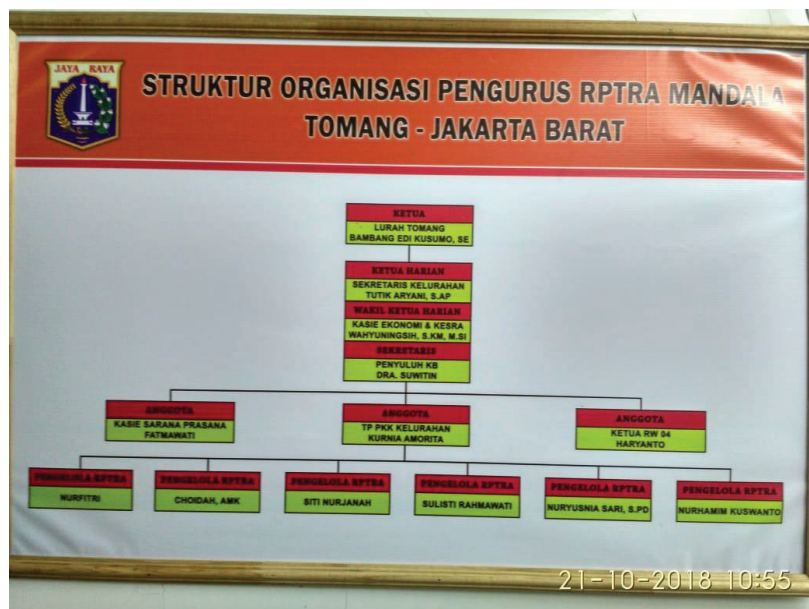 JAYA RAYA
STRUKTUR ORGANISASI PENGURUS RPTRA MANDALA
TOMANG - JAKARTA BARAT
KETUA
LURAH TOMANG
BAMBANG EDI KUSUMO, SE
KETUA HARIAN
SEKRETARIS KELURAHAN
TUTIK ARYANI, S.AP
WAKIL KETUA HARIAN
KASIE EKONOMI & KESRA
WAHYUNINGSIH, S.KM, M.SI
SEKRETARIS
PENYULUH KB
DRA. SUWITIN
ANGGOTA
KASIE SARANA PRASANA
FATMAWATI
ANGGOTA
TP PKK KELURAHAN
KURNIA AMORITA
ANGGOTA
KETUA RW 04
HARYANTO
PENGELOLA RPTRA
NURFITRI
PENGELOLA RPTRA
CHOIDAH, AMK
PENGELOLA RPTRA
SITI NURJANAH
PENGELOLA RPTRA
SULISTI RAHMAWATI
PENGELOLA RPTRA
NURYUSNIA SARI, S.PD
PENGELOLA RPTRA
NURHAMIM KUSWANTO
21-10-2018 10:55